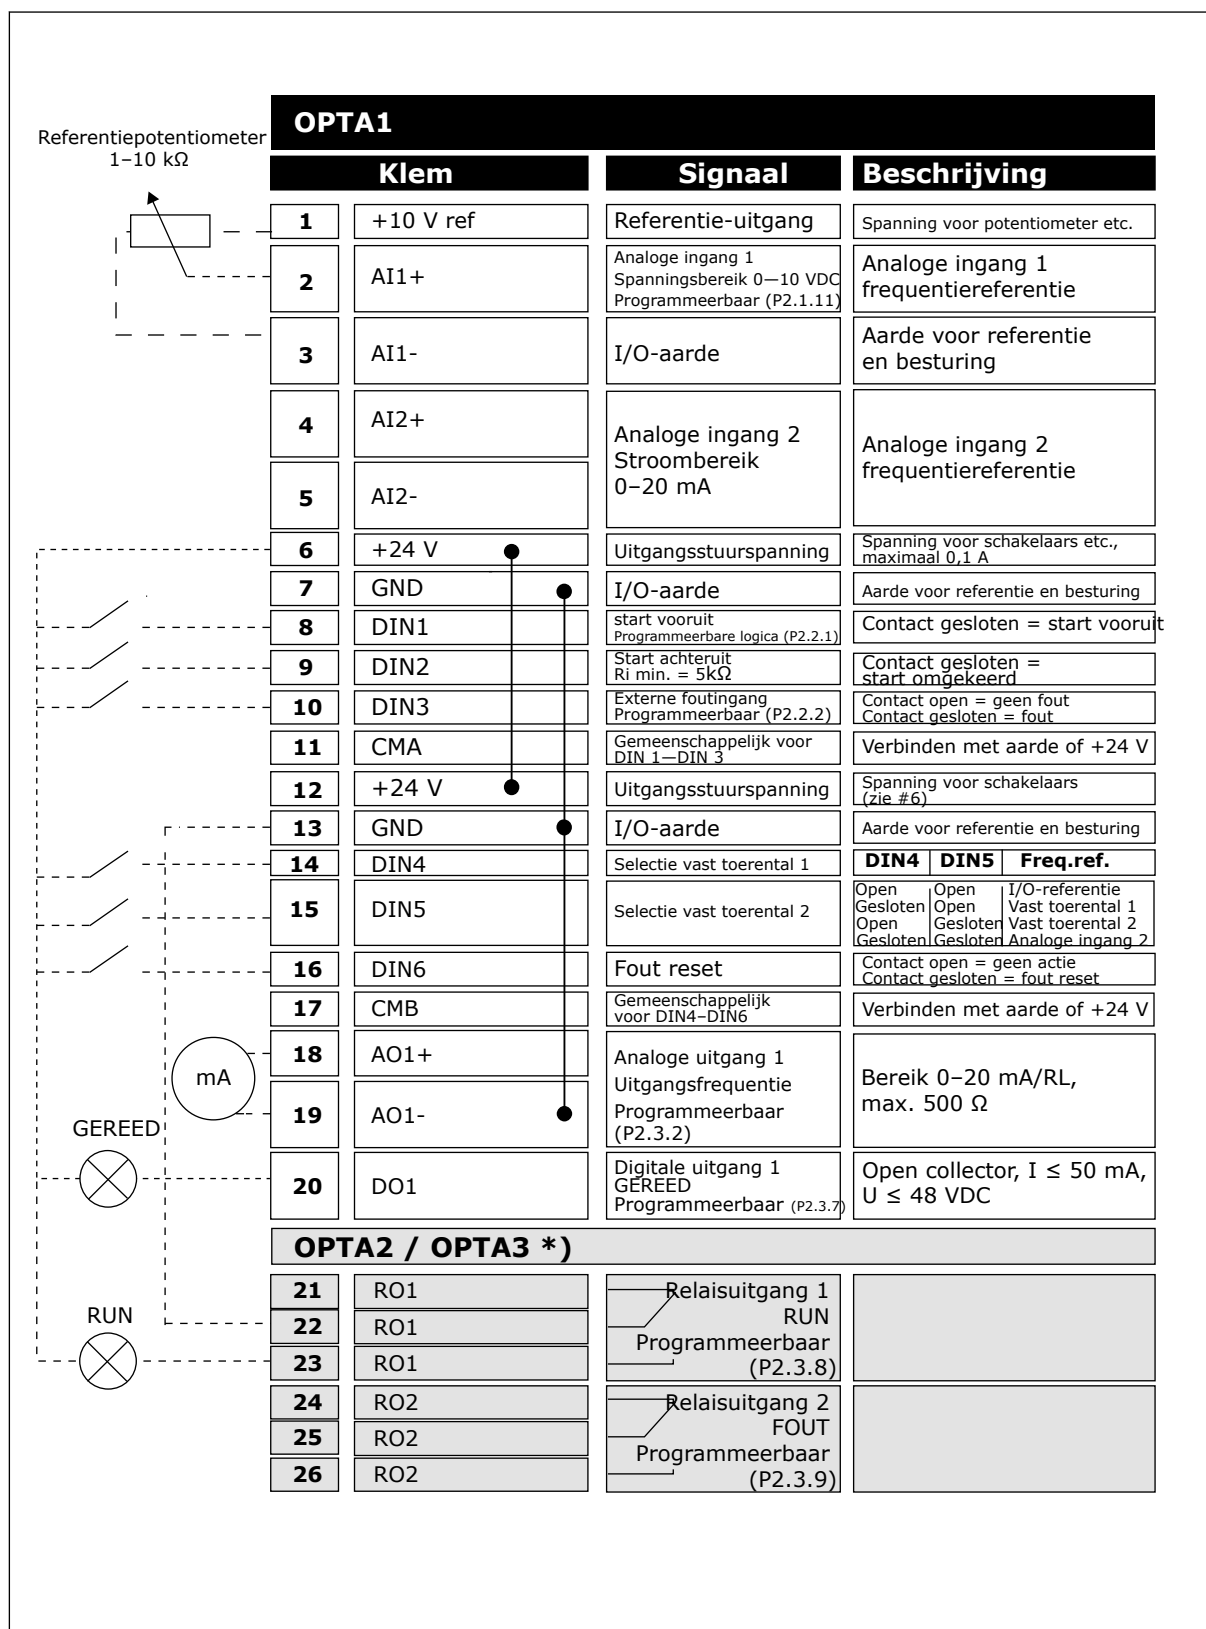 OPTA1
Referentiepotentiometer
1–10 kΩ
Klem Signaal Beschrijving
1 +10 V ref Referentie-uitgang Spanning voor potentiometer etc.
2 AI1+
Analoge ingang 1
Spanningsbereik 0—10 VDC
Programmeerbaar (P2.1.11)
Analoge ingang 1
frequentiereferentie
3 AI1- I/O-aarde
Aarde voor referentie
en besturing
4 AI2+
5 AI2-
Analoge ingang 2
Stroombereik
0–20 mA
Analoge ingang 2
frequentiereferentie
6 +24 V Uitgangsstuurspanning
Spanning voor schakelaars etc.,
maximaal 0,1 A
7 GND I/O-aarde Aarde voor referentie en besturing
8 DIN1
start vooruit
Programmeerbare logica (P2.2.1)
Contact gesloten = start vooruit
9 DIN2
Start achteruit
Ri min. = 5kΩ
Contact gesloten =
start omgekeerd
10 DIN3
Externe foutingang
Programmeerbaar (P2.2.2)
Contact open = geen fout
Contact gesloten = fout
11 CMA
Gemeenschappelijk voor
DIN 1—DIN 3
Verbinden met aarde of +24 V
12 +24 V Uitgangsstuurspanning
Spanning voor schakelaars
(zie #6)
13 GND I/O-aarde Aarde voor referentie en besturing
14 DIN4 Selectie vast toerental 1 DIN4 DIN5 Freq.ref.
15 DIN5 Selectie vast toerental 2
Open Open I/O-referentie
Gesloten Open Vast toerental 1
Open Gesloten Vast toerental 2
Gesloten Gesloten Analoge ingang 2
16 DIN6 Fout reset
Contact open = geen actie
Contact gesloten = fout reset
17 CMB
Gemeenschappelijk
voor DIN4–DIN6
Verbinden met aarde of +24 V
mA
18 AO1+
19 AO1-
Analoge uitgang 1
Uitgangsfrequentie
Programmeerbaar
(P2.3.2)
Bereik 0–20 mA/RL,
max. 500 Ω
GEREED
20 DO1
Digitale uitgang 1
GEREED
Programmeerbaar (P2.3.7)
Open collector, I ≤ 50 mA,
U ≤ 48 VDC
OPTA2 / OPTA3 *)
RUN
21 RO1
22 RO1
23 RO1
Relaisuitgang 1
RUN
Programmeerbaar
(P2.3.8)
24 RO2
25 RO2
26 RO2
Relaisuitgang 2
FOUT
Programmeerbaar
(P2.3.9)